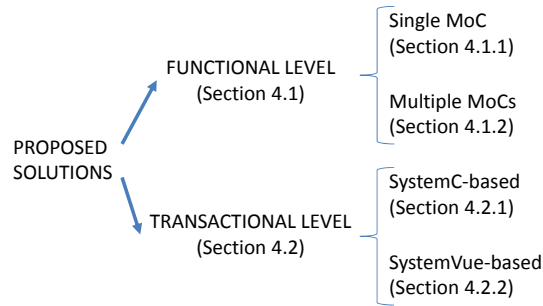 PROPOSED
SOLUTIONS
FUNCTIONAL LEVEL
(Section 4.1)
Single MoC
(Section 4.1.1)
Multiple MoCs
(Section 4.1.2)
TRANSACTIONAL LEVEL
(Section 4.2)
SystemC-based
(Section 4.2.1)
SystemVue-based
(Section 4.2.2)